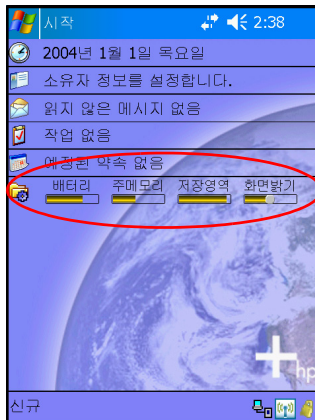 시작 2:38
2004년 1월 1일 목요일
소유자 정보를 설정합니다.
읽지 않은 메시지 없음
작업 없음
예정된 약속 없음
배터리 주메모리 저장영역 화면밝기
hp
신규